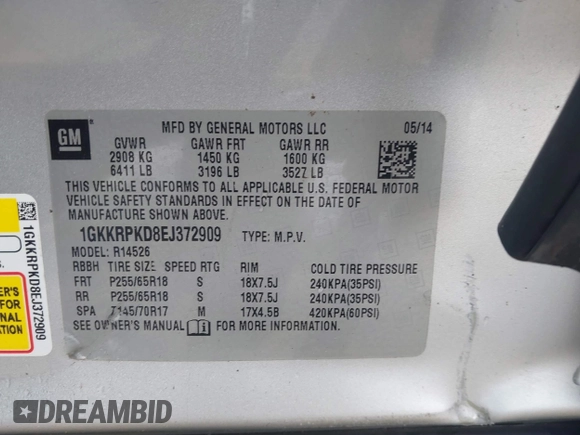 GM
MFD BY GENERAL MOTORS LLC 05/14
GVWR GAWR FRT GAWR RR
2908 KG 1450 KG 1600 KG
6411 LB 3196 LB 3527 LB
THIS VEHICLE CONFORMS TO ALL APPLICABLE U.S. FEDERAL MOTOR
VEHICLE SAFETY STANDARDS IN EFFECT ON THE DATE OF
MANUFACTURE SHOWN ABOVE.
1GKKRPKD8EJ372909 TYPE: M.P.V.
MODEL: R14526
RBBH TIRE SIZE SPEED RTG RIM COLD TIRE PRESSURE
FRT P255/65R18 S 18X7.5J 240KPA(35PSI)
RR P255/65R18 S 18X7.5J 240KPA(35PSI)
SPA T145/70R17 M 17X4.5B 420KPA(60PSI)
SEE OWNER'S MANUAL FOR MORE INFORMATION.
1GKKRPKD8EJ372909
FOR
ONAL
ATION
DREAMBID